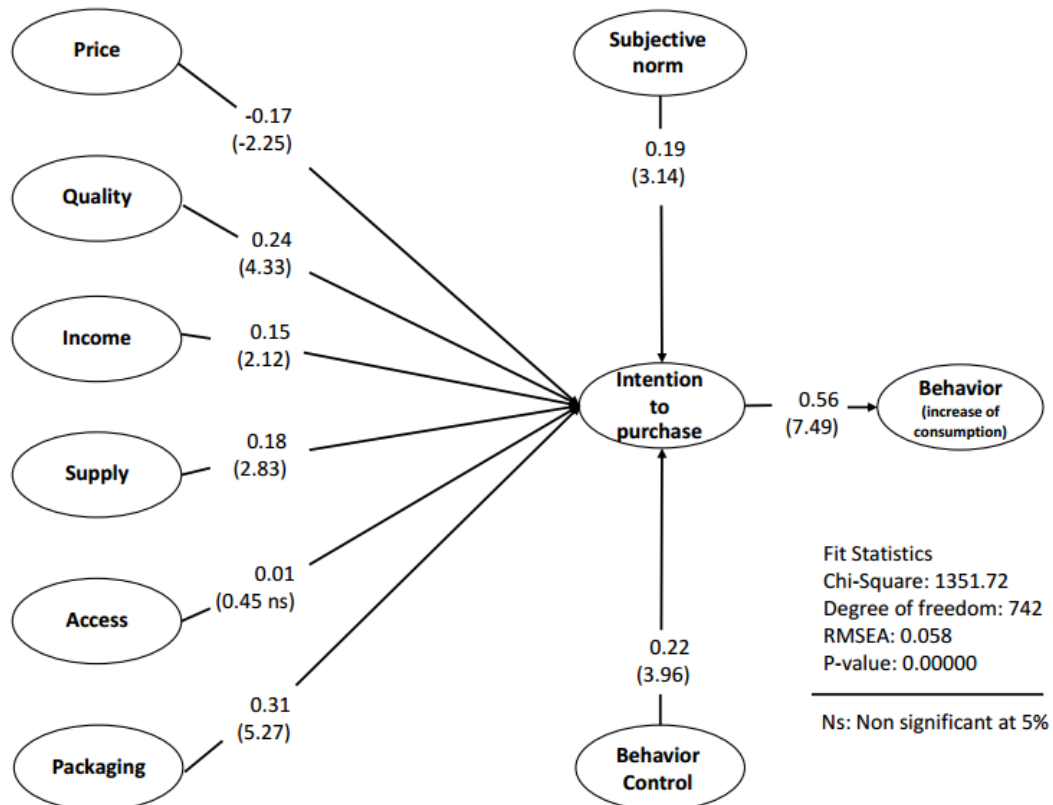 Price
-0.17
(-2.25)
Quality
0.24
(4.33)
Income
0.15
(2.12)
Supply
0.18
(2.83)
Access
0.01
(0.45 ns)
Packaging
0.31
(5.27)
Subjective
norm
0.19
(3.14)
Intention
to
purchase
0.56
(7.49)
Behavior
(increase of
consumption)
0.22
(3.96)
Behavior
Control
Fit Statistics
Chi-Square: 1351.72
Degree of freedom: 742
RMSEA: 0.058
P-value: 0.00000
Ns: Non significant at 5%